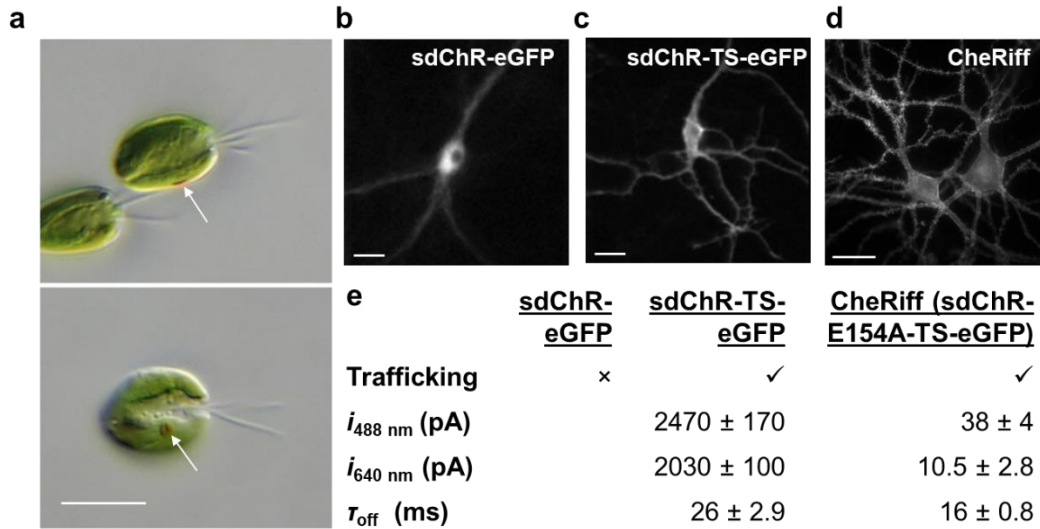 a
b
c
d
sdChR-eGFP
sdChR-TS-eGFP
CheRiff
e
sdChR-
eGFP
sdChR-TS-
eGFP
CheRiff (sdChR-
E154A-TS-eGFP)
Trafficking × ✓ ✓
i488 nm (pA) 2470 ± 170 38 ± 4
i640 nm (pA) 2030 ± 100 10.5 ± 2.8
τoff (ms) 26 ± 2.9 16 ± 0.8